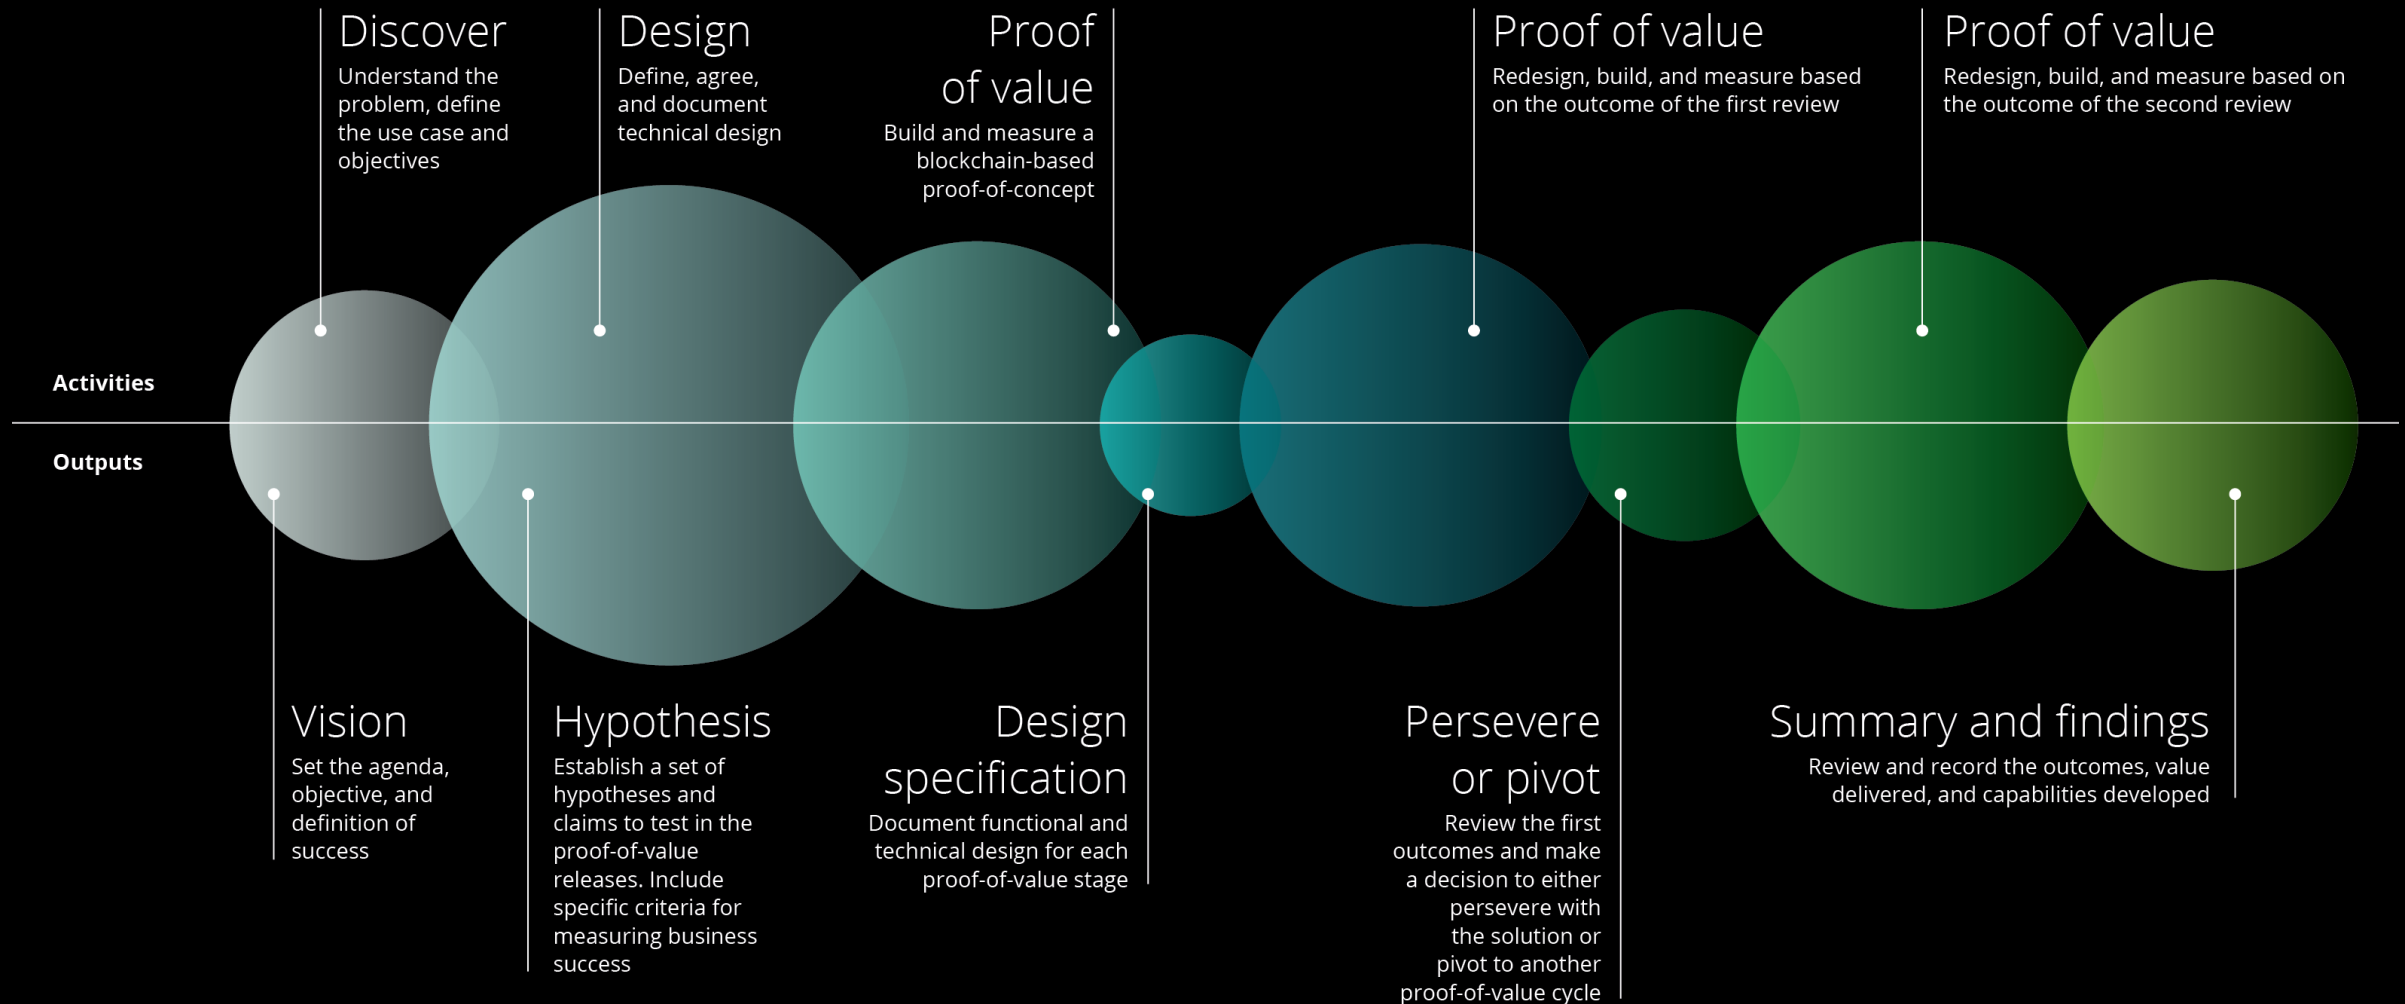 Discover
Understand the
problem, define
the use case and
objectives
Design
Define, agree,
and document
technical design
Proof
of value
Build and measure a
blockchain-based
proof-of-concept
Proof of value
Redesign, build, and measure based
on the outcome of the first review
Proof of value
Redesign, build, and measure based on
the outcome of the second review
Activities
Outputs
Vision
Set the agenda,
objective, and
definition of
success
Hypothesis
Establish a set of
hypotheses and
claims to test in the
proof-of-value
releases. Include
specific criteria for
measuring business
success
Design
specification
Document functional and
technical design for each
proof-of-value stage
Persevere
or pivot
Review the first
outcomes and make
a decision to either
persevere with
the solution or
pivot to another
proof-of-value cycle
Summary and findings
Review and record the outcomes, value
delivered, and capabilities developed